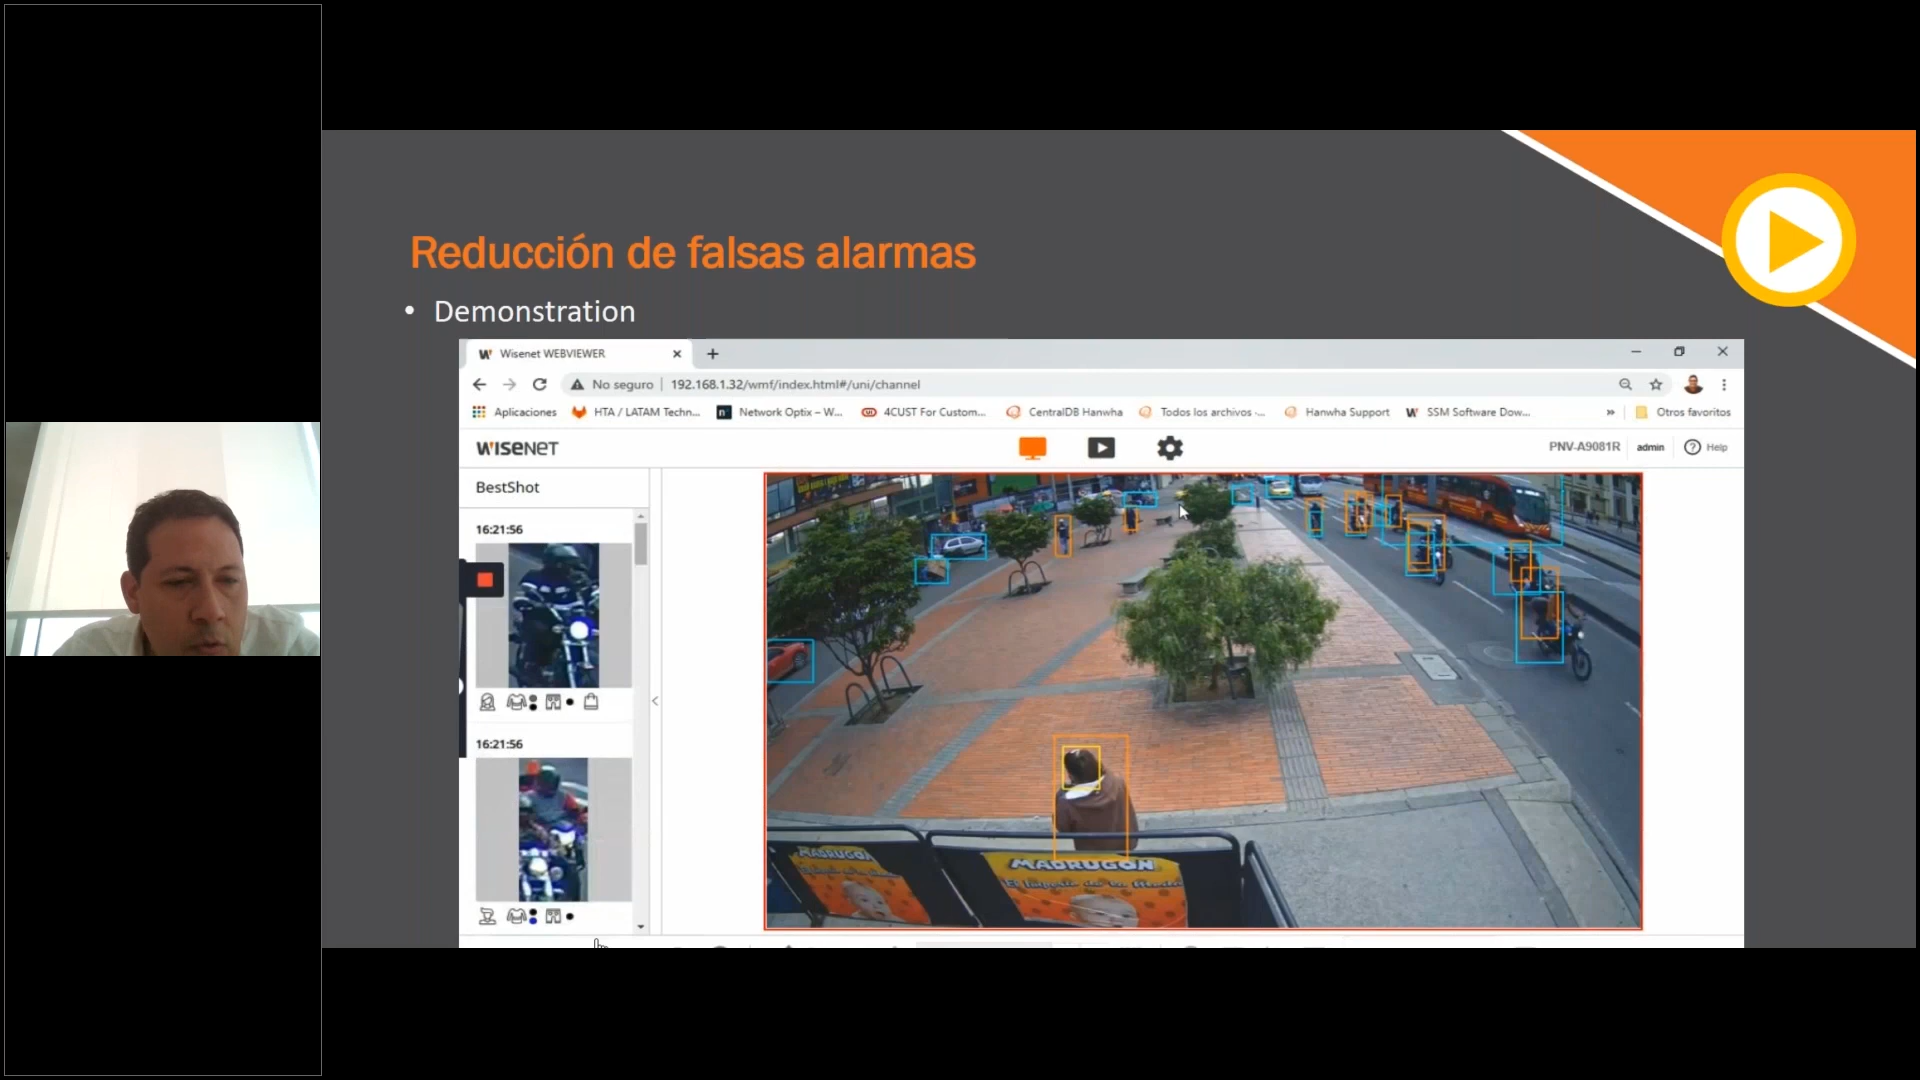 Reducción de falsas alarmas
• Demonstration
Wisenet WEBVIEWER
No seguro | 192.168.1.32/wmf/index.html#/uni/channel
Aplicaciones HTA / LATAM Techn... Network Optix – W... 4CUST For Custom... CentralDB Hanwha Todos los archivos -... Hanwha Support SSM Software Dow... » Otros favoritos
WISENET PNV-A9081R admin ? Help
BestShot
16:21:56
16:21:56
MADRUGON MADRUGON